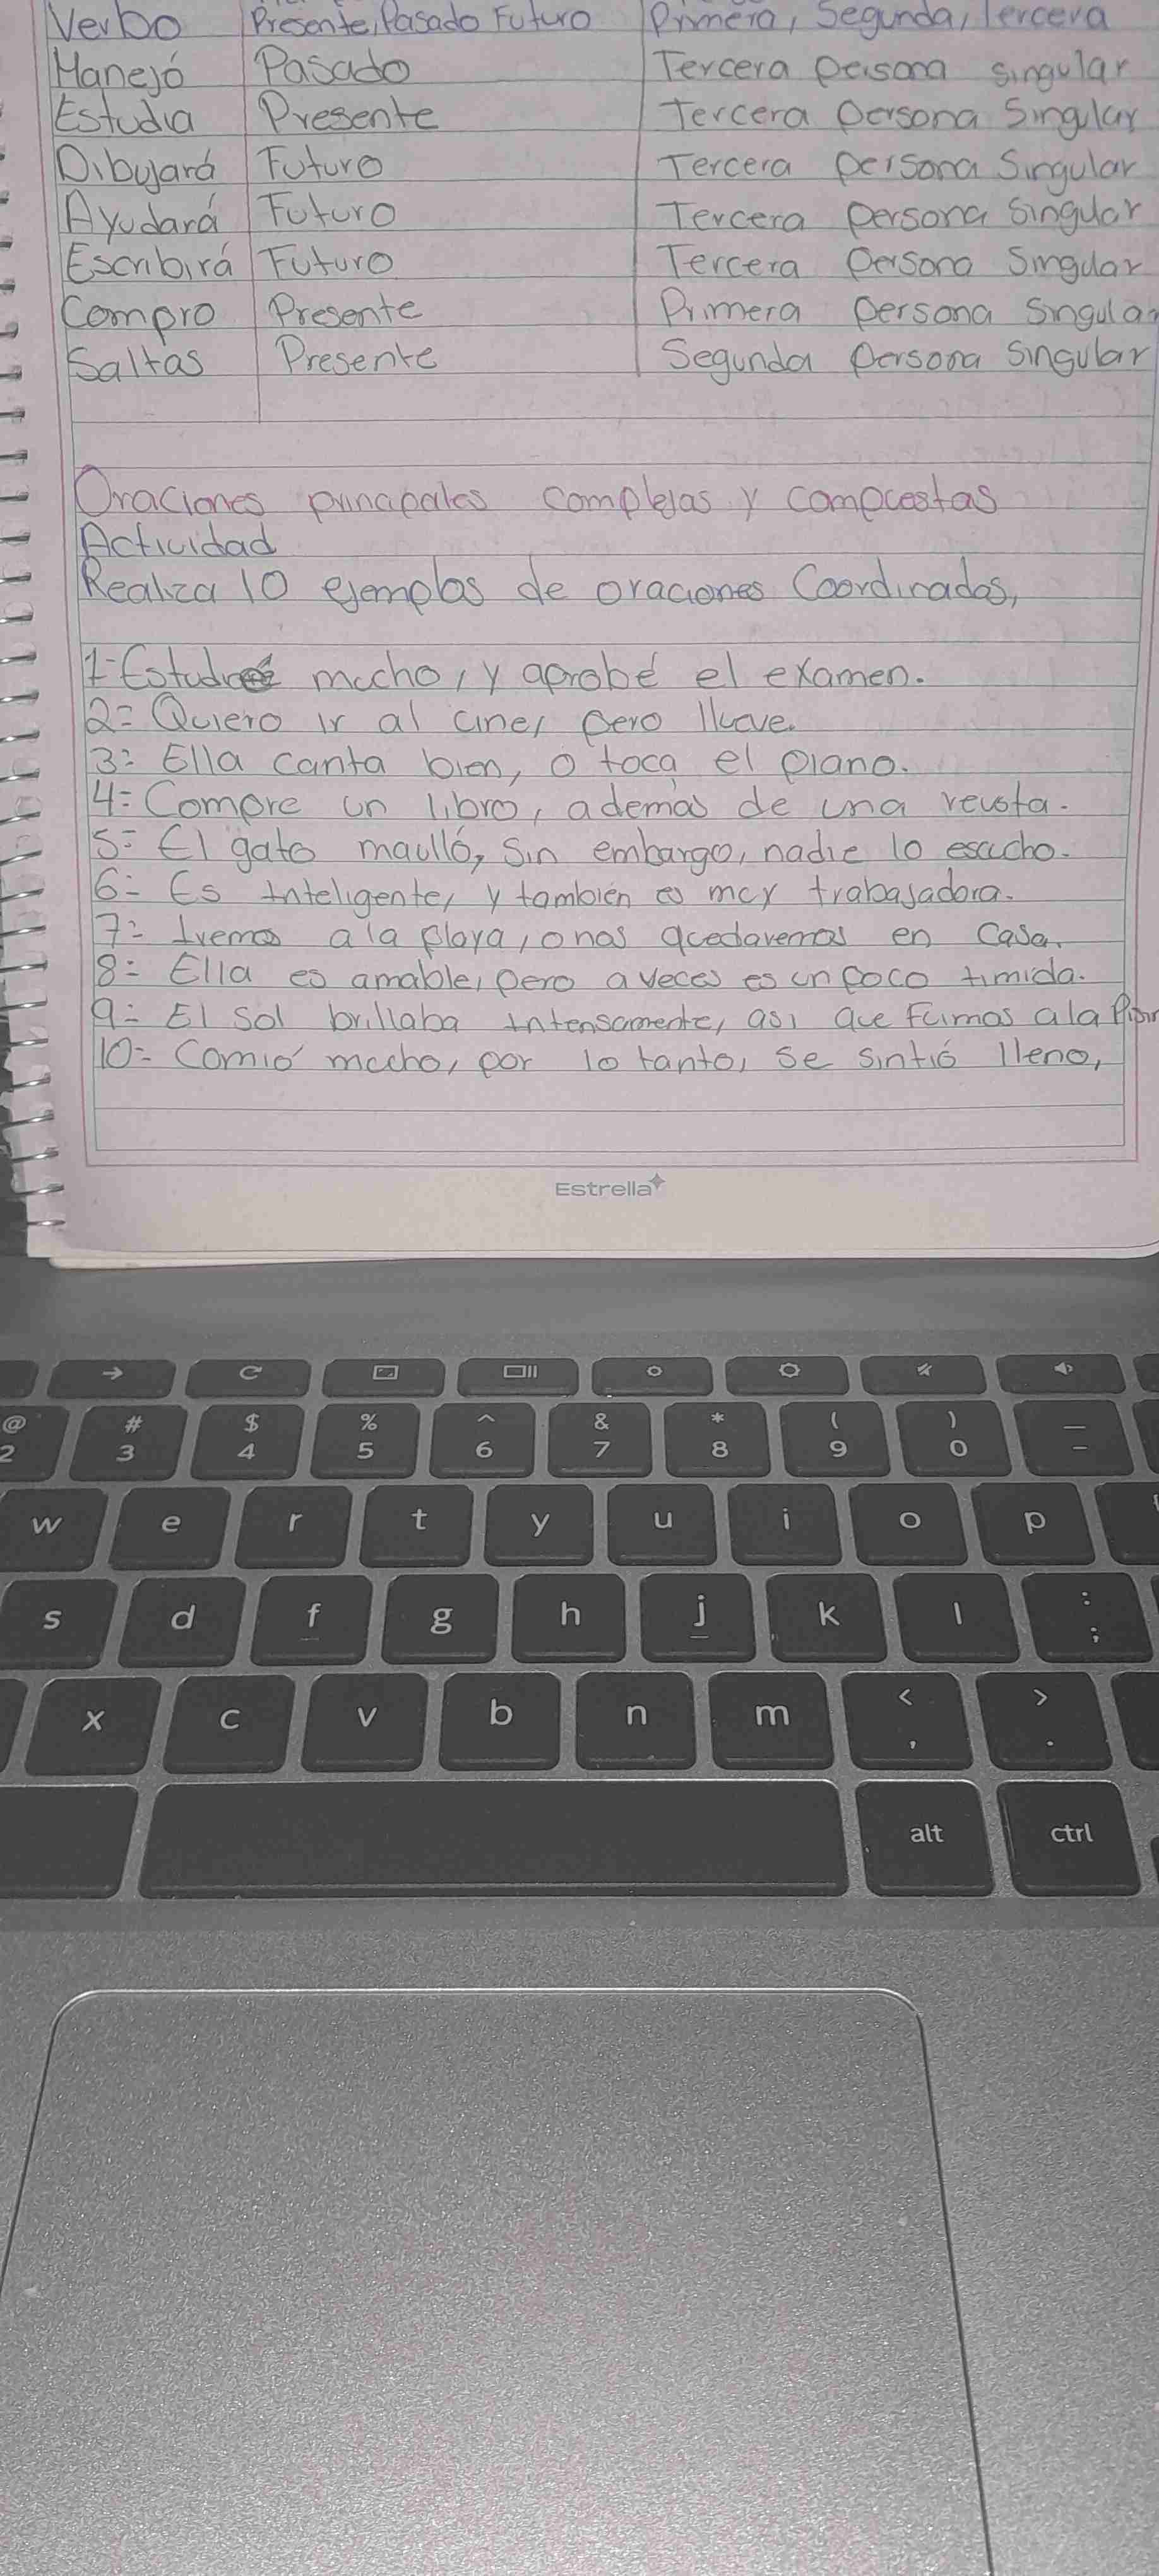 Verbo Presente, Pasado Futuro Primera, Segunda, Tercera
Manejó Pasado Tercera persona singular
Estudia Presente Tercera persona Singular
Dibujará Futuro Tercera persona Singular
Ayudará Futuro Tercera persona singular
Escribirá Futuro Tercera persona Singular
Compro Presente Primera persona Singular
Saltas Presente Segunda persona singular
Oraciones principales complejas y compuestas
Actividad
Realiza 10 ejemplos de oraciones Coordinadas,
1- Estudié mucho, y aprobé el examen.
2= Quiero ir al cine, pero llueve.
3= Ella canta bien, o toca el piano.
4= Compre un libro, además de una revista.
5= El gato maulló, Sin embargo, nadie lo escucho.
6= Es Inteligente, y también es muy trabajadora.
7= Iremos a la playa, o nos quedaremos en Casa.
8= Ella es amable, pero a veces es un poco timida.
9= El Sol brillaba Intensamente, asi que Fuimos a la
10= Comió mucho, por lo tanto, se sintió lleno,
Estrella
@ # $ % ^ & * ( ) _
2 3 4 5 6 7 8 9 0 -
w e r t y u i o p
s d f g h j k l : ;
x c v b n m < , > .
alt ctrl